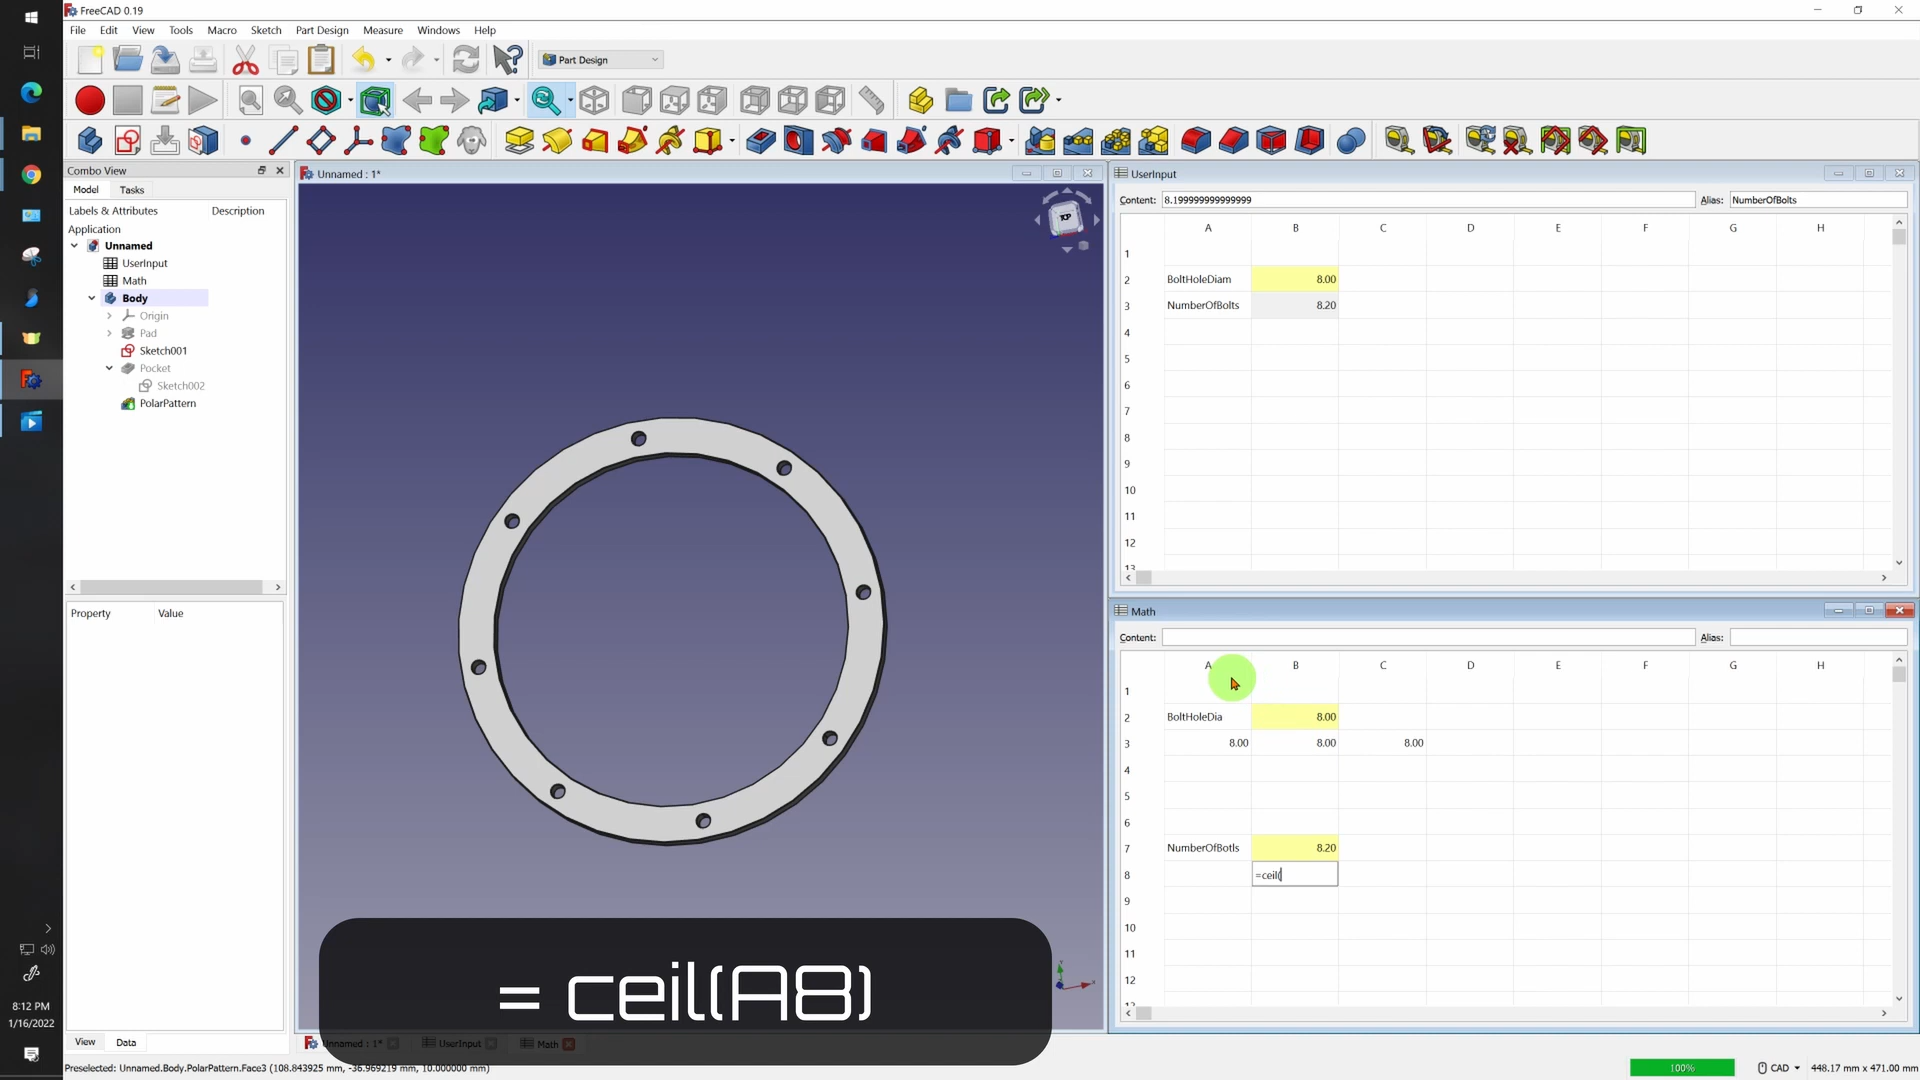 FreeCAD 0.19
File Edit View Tools Macro Sketch Part Design Measure Windows Help
Part Design
Combo View
Model Tasks
Labels & Attributes Description
Application
Unnamed
UserInput
Math
Body
Origin
Pad
Sketch001
Pocket
Sketch002
PolarPattern
Property Value
View Data
Unnamed : 1*
TOP
UserInput
Content: 8.199999999999999 Alias: NumberOfBolts
A B C D E F G H
1
2 BoltHoleDiam 8.00
3 NumberOfBolts 8.20
4
5
6
7
8
9
10
11
12
13
Math
Content: Alias:
A B C D E F G H
1
2 BoltHoleDia 8.00
3 8.00 8.00 8.00
4
5
6
7 NumberOfBotls 8.20
8 =ceil(
9
10
11
12
= ceil(A8)
Unnamed : 1* UserInput Math
8:12 PM
1/16/2022
Preselected: Unnamed.Body.PolarPattern.Face3 (108.843925 mm, -36.969219 mm, 10.000000 mm)
100% CAD 448.17 mm x 471.00 mm